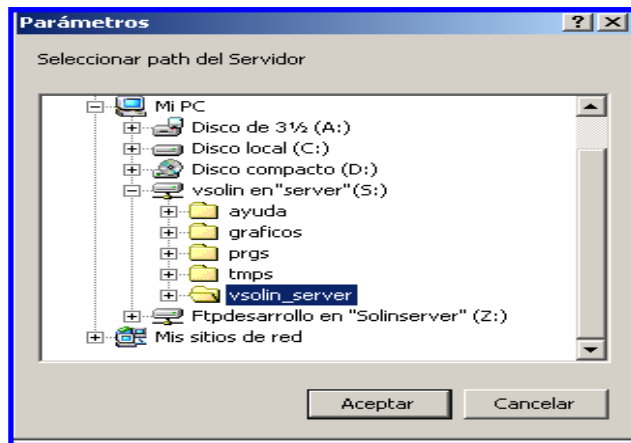 Parámetros
Seleccionar path del Servidor
Mi PC
Disco de 3½ (A:)
Disco local (C:)
Disco compacto (D:)
vsolin en"server"(S:)
ayuda
graficos
prgs
tmps
vsolin_server
Ftpdesarrollo en "Solinserver" (Z:)
Mis sitios de red
Aceptar Cancelar